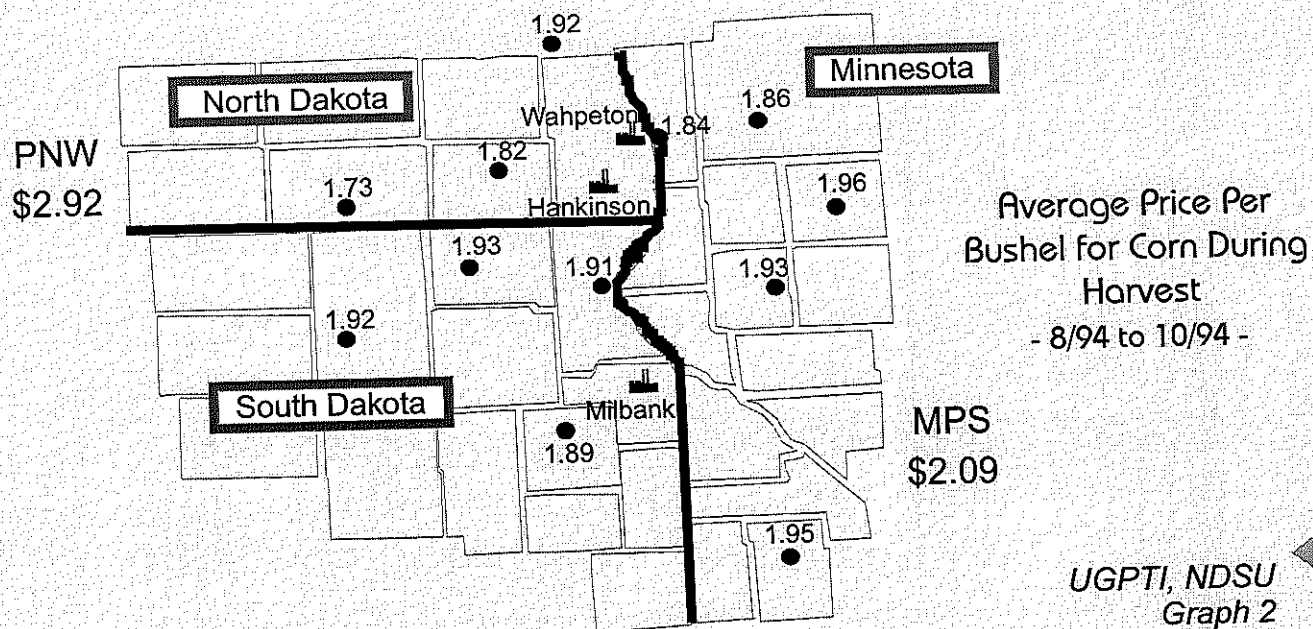 1.92
North Dakota
Minnesota
Wahpeton
1.86
1.84
PNW
$2.92
1.82
1.73
Hankinson
1.96
Average Price Per
Bushel for Corn During
Harvest
- 8/94 to 10/94 -
1.93
1.91
1.93
1.92
South Dakota
Milbank
1.89
MPS
$2.09
1.95
UGPTI, NDSU
Graph 2